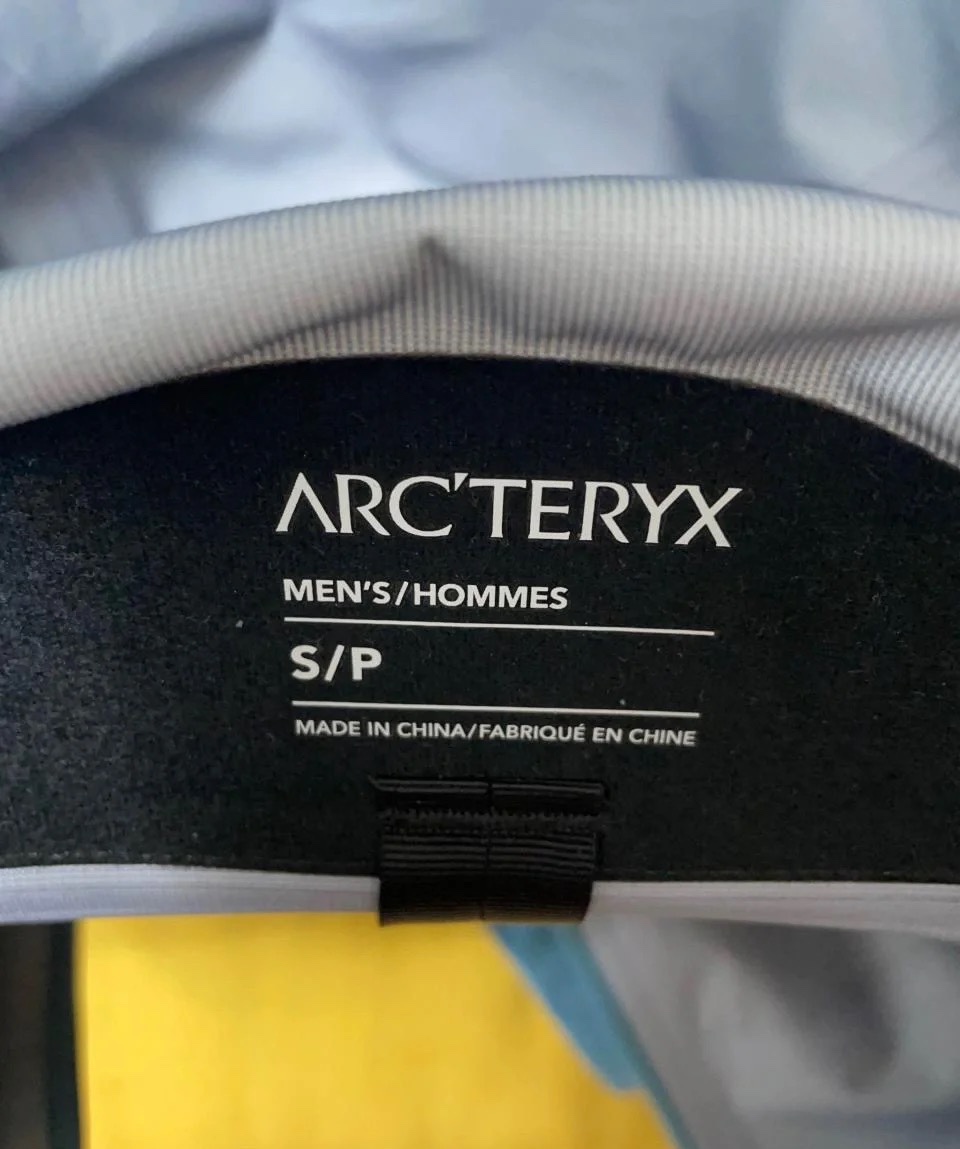 ARC'TERYX
MEN'S/HOMMES
S/P
MADE IN CHINA/FABRIQUÉ EN CHINE